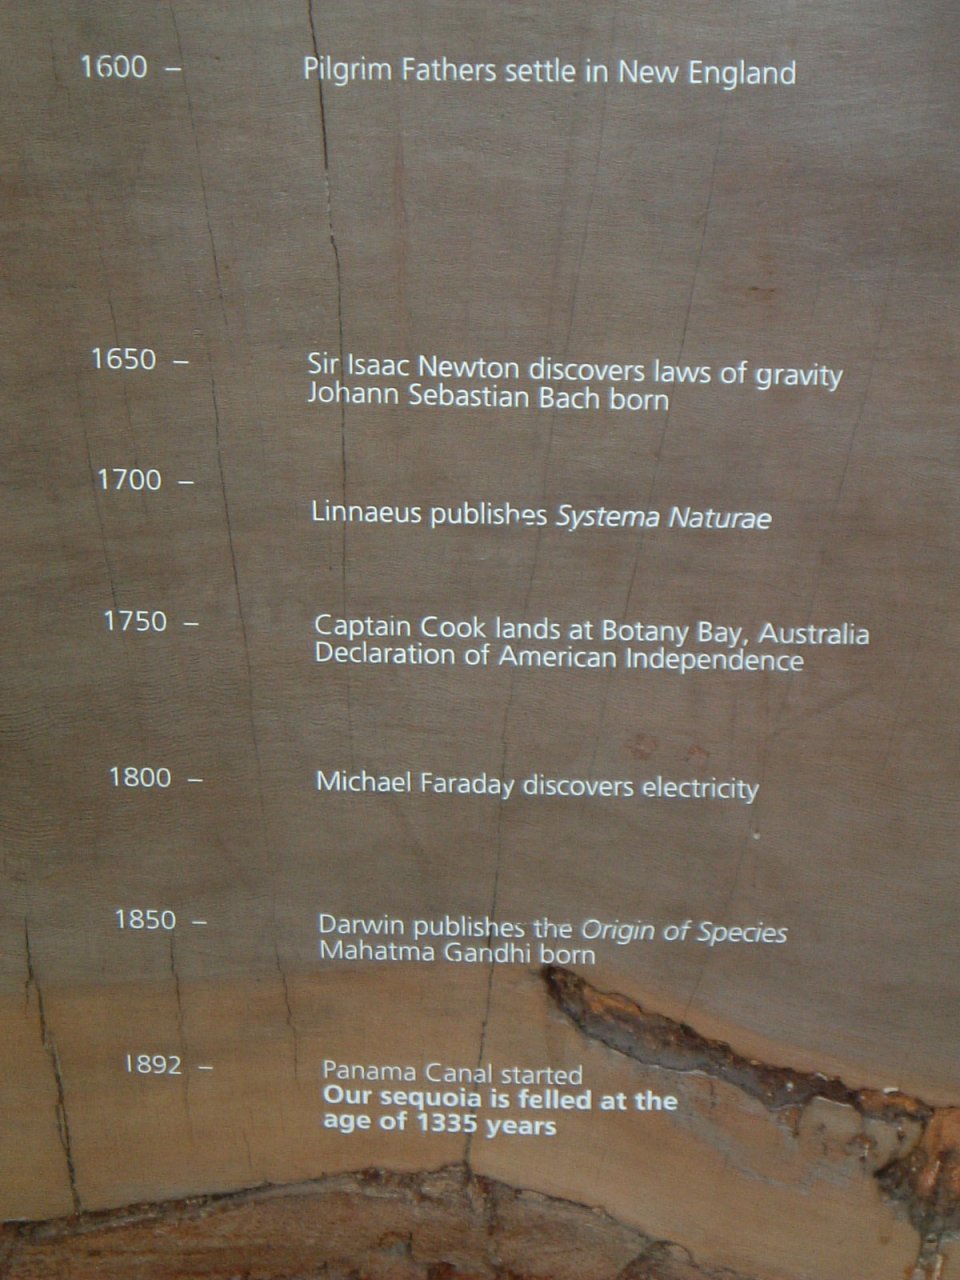 1600 – Pilgrim Fathers settle in New England
1650 – Sir Isaac Newton discovers laws of gravity
Johann Sebastian Bach born
1700 –
Linnaeus publishes Systema Naturae
1750 – Captain Cook lands at Botany Bay, Australia
Declaration of American Independence
1800 – Michael Faraday discovers electricity
1850 – Darwin publishes the Origin of Species
Mahatma Gandhi born
1892 – Panama Canal started
Our sequoia is felled at the
age of 1335 years